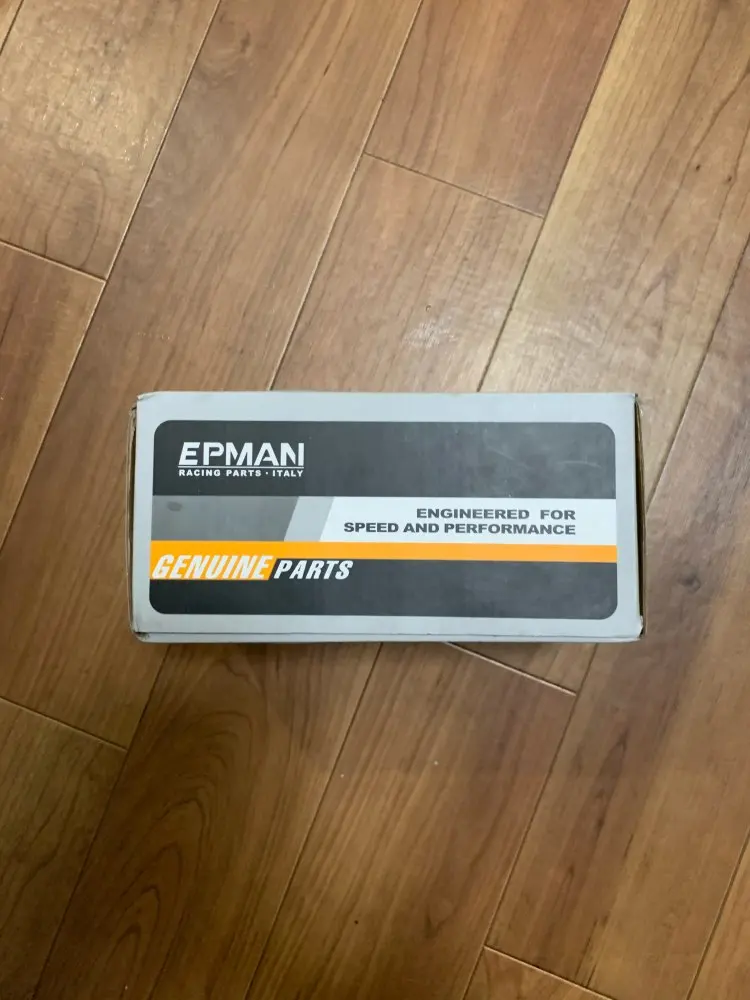 EPMAN
RACING PARTS · ITALY
ENGINEERED FOR
SPEED AND PERFORMANCE
GENUINE PARTS